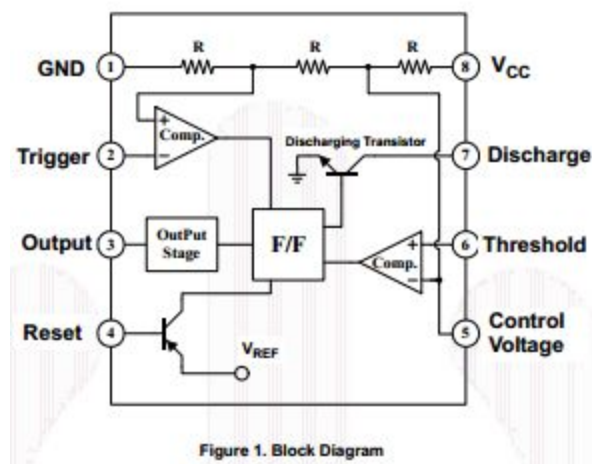 R R R
GND 1 8 VCC
+
Comp.
−
Trigger 2
Discharging Transistor
7 Discharge
Output 3
OutPut
Stage
F/F
+
Comp.
−
6 Threshold
Reset 4
VREF
5 Control
Voltage
Figure 1. Block Diagram